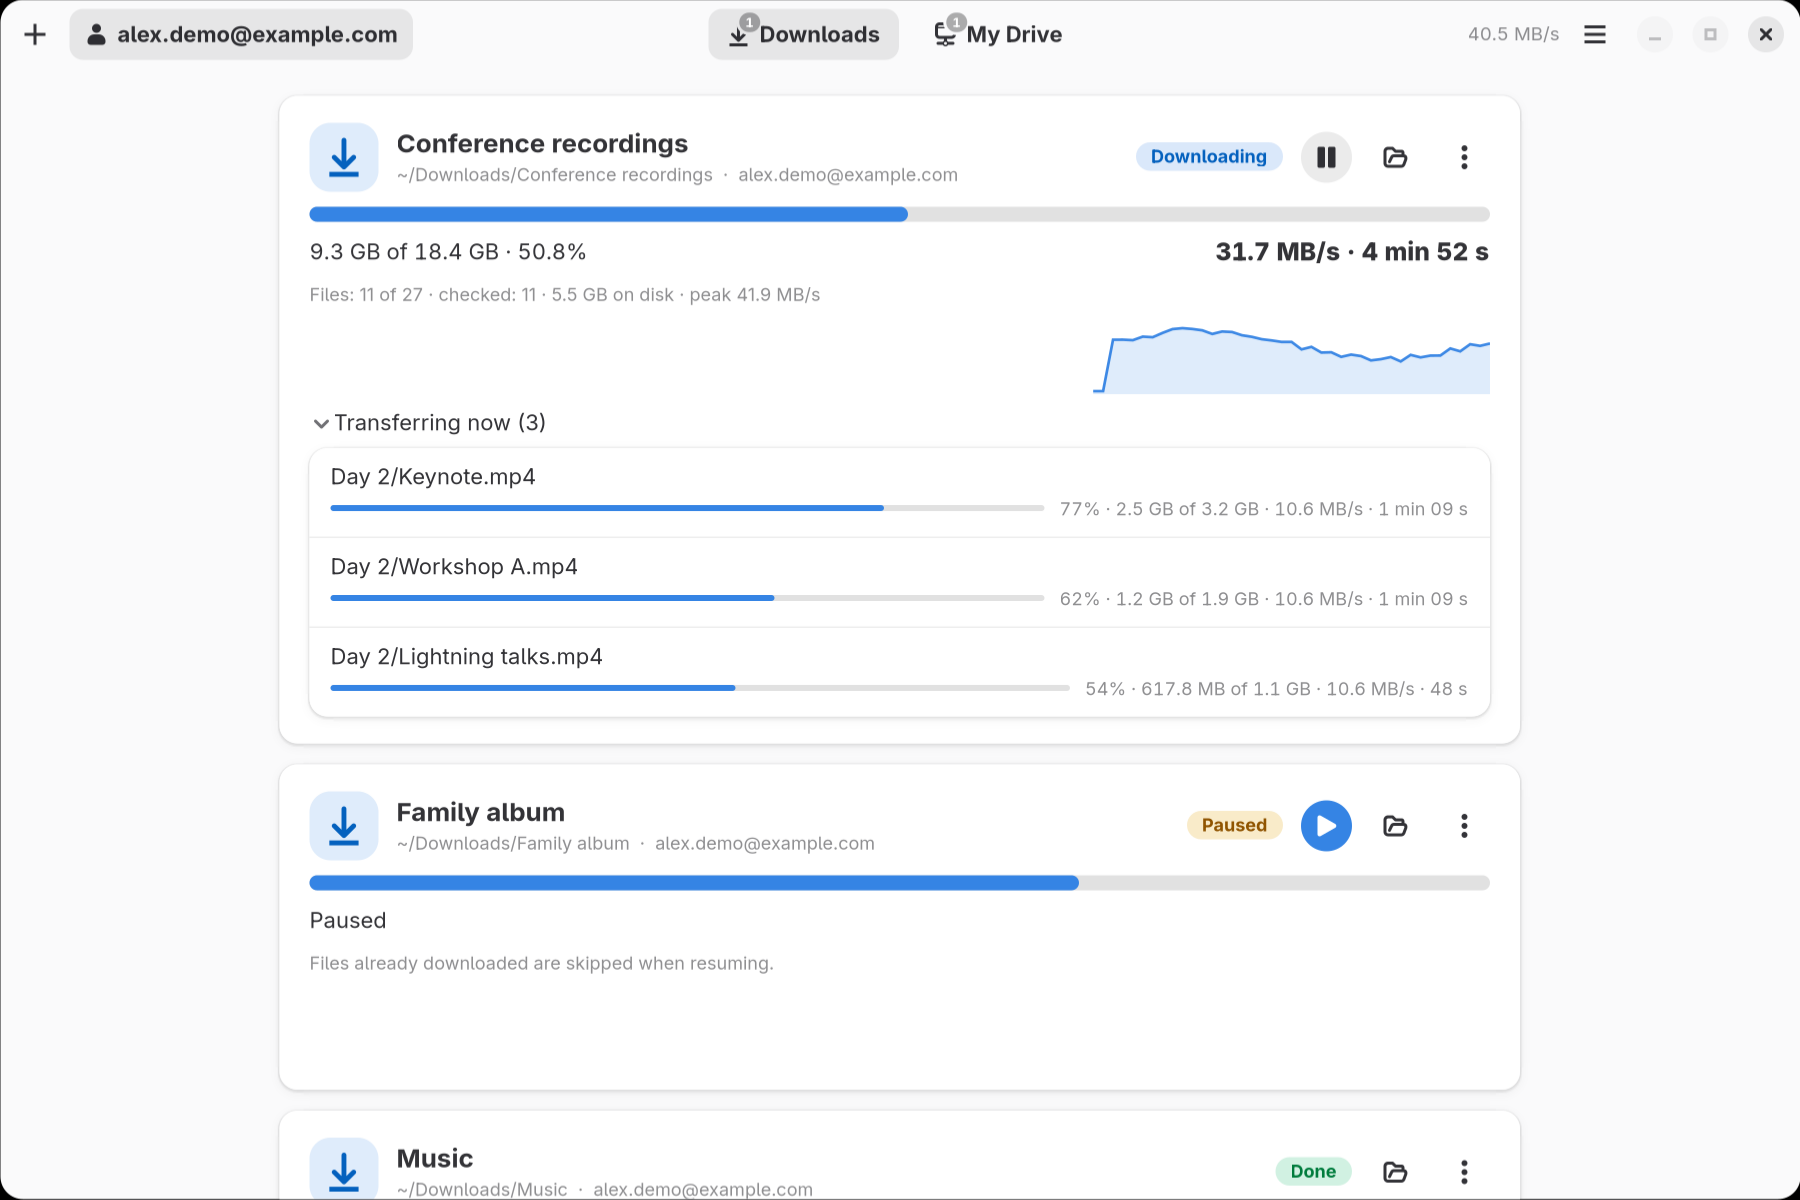 alex.demo@example.com
1
Downloads
1
My Drive
40.5 MB/s
Conference recordings
~/Downloads/Conference recordings · alex.demo@example.com
Downloading
9.3 GB of 18.4 GB · 50.8%
31.7 MB/s · 4 min 52 s
Files: 11 of 27 · checked: 11 · 5.5 GB on disk · peak 41.9 MB/s
Transferring now (3)
Day 2/Keynote.mp4
77% · 2.5 GB of 3.2 GB · 10.6 MB/s · 1 min 09 s
Day 2/Workshop A.mp4
62% · 1.2 GB of 1.9 GB · 10.6 MB/s · 1 min 09 s
Day 2/Lightning talks.mp4
54% · 617.8 MB of 1.1 GB · 10.6 MB/s · 48 s
Family album
~/Downloads/Family album · alex.demo@example.com
Paused
Paused
Files already downloaded are skipped when resuming.
Music
~/Downloads/Music · alex.demo@example.com
Done